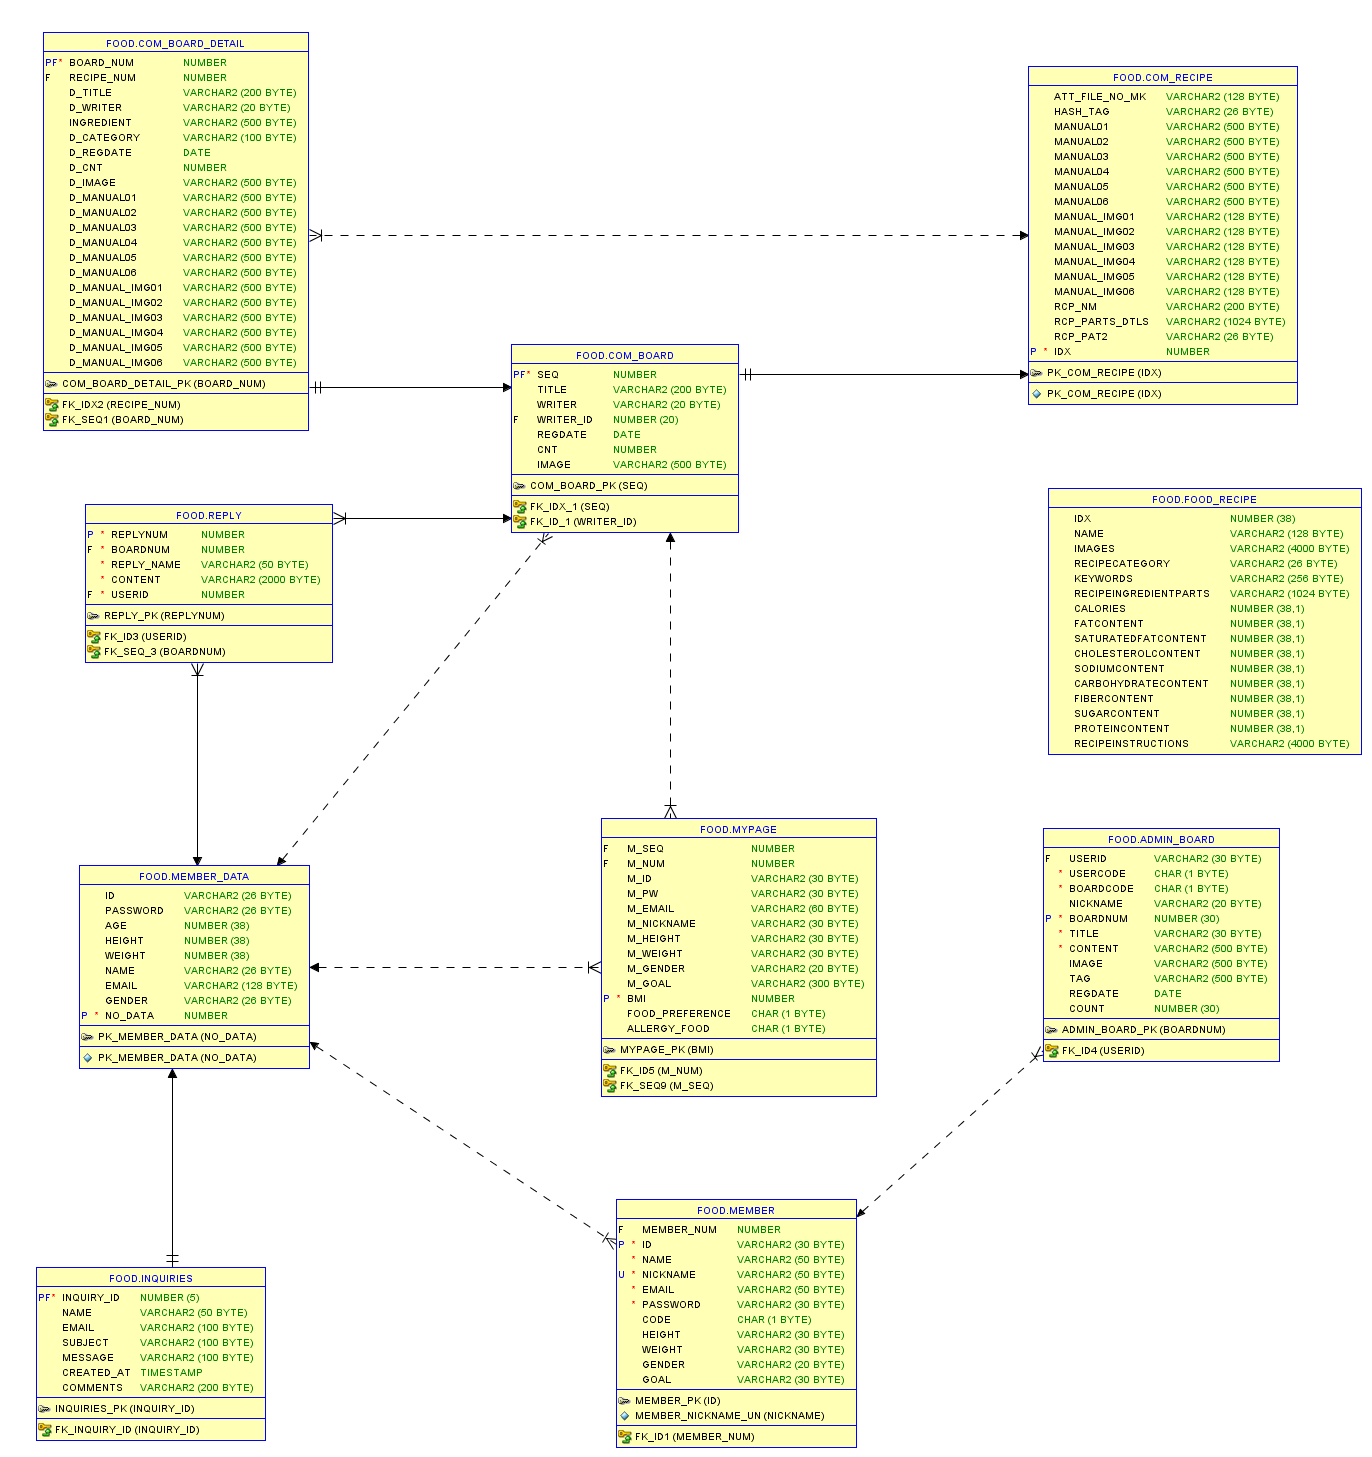 FOOD.COM_BOARD_DETAIL
PF* BOARD_NUM NUMBER
F RECIPE_NUM NUMBER
D_TITLE VARCHAR2 (200 BYTE)
D_WRITER VARCHAR2 (20 BYTE)
INGREDIENT VARCHAR2 (500 BYTE)
D_CATEGORY VARCHAR2 (100 BYTE)
D_REGDATE DATE
D_CNT NUMBER
D_IMAGE VARCHAR2 (500 BYTE)
D_MANUAL01 VARCHAR2 (500 BYTE)
D_MANUAL02 VARCHAR2 (500 BYTE)
D_MANUAL03 VARCHAR2 (500 BYTE)
D_MANUAL04 VARCHAR2 (500 BYTE)
D_MANUAL05 VARCHAR2 (500 BYTE)
D_MANUAL06 VARCHAR2 (500 BYTE)
D_MANUAL_IMG01 VARCHAR2 (500 BYTE)
D_MANUAL_IMG02 VARCHAR2 (500 BYTE)
D_MANUAL_IMG03 VARCHAR2 (500 BYTE)
D_MANUAL_IMG04 VARCHAR2 (500 BYTE)
D_MANUAL_IMG05 VARCHAR2 (500 BYTE)
D_MANUAL_IMG06 VARCHAR2 (500 BYTE)
COM_BOARD_DETAIL_PK (BOARD_NUM)
FK_IDX2 (RECIPE_NUM)
FK_SEQ1 (BOARD_NUM)
FOOD.COM_RECIPE
ATT_FILE_NO_MK VARCHAR2 (128 BYTE)
HASH_TAG VARCHAR2 (26 BYTE)
MANUAL01 VARCHAR2 (500 BYTE)
MANUAL02 VARCHAR2 (500 BYTE)
MANUAL03 VARCHAR2 (500 BYTE)
MANUAL04 VARCHAR2 (500 BYTE)
MANUAL05 VARCHAR2 (500 BYTE)
MANUAL06 VARCHAR2 (500 BYTE)
MANUAL_IMG01 VARCHAR2 (128 BYTE)
MANUAL_IMG02 VARCHAR2 (128 BYTE)
MANUAL_IMG03 VARCHAR2 (128 BYTE)
MANUAL_IMG04 VARCHAR2 (128 BYTE)
MANUAL_IMG05 VARCHAR2 (128 BYTE)
MANUAL_IMG06 VARCHAR2 (128 BYTE)
RCP_NM VARCHAR2 (200 BYTE)
RCP_PARTS_DTLS VARCHAR2 (1024 BYTE)
RCP_PAT2 VARCHAR2 (26 BYTE)
P * IDX NUMBER
PK_COM_RECIPE (IDX)
PK_COM_RECIPE (IDX)
FOOD.COM_BOARD
PF* SEQ NUMBER
TITLE VARCHAR2 (200 BYTE)
WRITER VARCHAR2 (20 BYTE)
F WRITER_ID NUMBER (20)
REGDATE DATE
CNT NUMBER
IMAGE VARCHAR2 (500 BYTE)
COM_BOARD_PK (SEQ)
FK_IDX_1 (SEQ)
FK_ID_1 (WRITER_ID)
FOOD.REPLY
P * REPLYNUM NUMBER
F * BOARDNUM NUMBER
* REPLY_NAME VARCHAR2 (50 BYTE)
* CONTENT VARCHAR2 (2000 BYTE)
F * USERID NUMBER
REPLY_PK (REPLYNUM)
FK_ID3 (USERID)
FK_SEQ_3 (BOARDNUM)
FOOD.FOOD_RECIPE
IDX NUMBER (38)
NAME VARCHAR2 (128 BYTE)
IMAGES VARCHAR2 (4000 BYTE)
RECIPECATEGORY VARCHAR2 (26 BYTE)
KEYWORDS VARCHAR2 (256 BYTE)
RECIPEINGREDIENTPARTS VARCHAR2 (1024 BYTE)
CALORIES NUMBER (38,1)
FATCONTENT NUMBER (38,1)
SATURATEDFATCONTENT NUMBER (38,1)
CHOLESTEROLCONTENT NUMBER (38,1)
SODIUMCONTENT NUMBER (38,1)
CARBOHYDRATECONTENT NUMBER (38,1)
FIBERCONTENT NUMBER (38,1)
SUGARCONTENT NUMBER (38,1)
PROTEINCONTENT NUMBER (38,1)
RECIPEINSTRUCTIONS VARCHAR2 (4000 BYTE)
FOOD.MEMBER_DATA
ID VARCHAR2 (26 BYTE)
PASSWORD VARCHAR2 (26 BYTE)
AGE NUMBER (38)
HEIGHT NUMBER (38)
WEIGHT NUMBER (38)
NAME VARCHAR2 (26 BYTE)
EMAIL VARCHAR2 (128 BYTE)
GENDER VARCHAR2 (26 BYTE)
P * NO_DATA NUMBER
PK_MEMBER_DATA (NO_DATA)
PK_MEMBER_DATA (NO_DATA)
FOOD.MYPAGE
F M_SEQ NUMBER
F M_NUM NUMBER
M_ID VARCHAR2 (30 BYTE)
M_PW VARCHAR2 (30 BYTE)
M_EMAIL VARCHAR2 (60 BYTE)
M_NICKNAME VARCHAR2 (30 BYTE)
M_HEIGHT VARCHAR2 (30 BYTE)
M_WEIGHT VARCHAR2 (30 BYTE)
M_GENDER VARCHAR2 (20 BYTE)
M_GOAL VARCHAR2 (300 BYTE)
P * BMI NUMBER
FOOD_PREFERENCE CHAR (1 BYTE)
ALLERGY_FOOD CHAR (1 BYTE)
MYPAGE_PK (BMI)
FK_ID5 (M_NUM)
FK_SEQ9 (M_SEQ)
FOOD.ADMIN_BOARD
F USERID VARCHAR2 (30 BYTE)
* USERCODE CHAR (1 BYTE)
* BOARDCODE CHAR (1 BYTE)
NICKNAME VARCHAR2 (20 BYTE)
P * BOARDNUM NUMBER (30)
* TITLE VARCHAR2 (30 BYTE)
* CONTENT VARCHAR2 (500 BYTE)
IMAGE VARCHAR2 (500 BYTE)
TAG VARCHAR2 (500 BYTE)
REGDATE DATE
COUNT NUMBER (30)
ADMIN_BOARD_PK (BOARDNUM)
FK_ID4 (USERID)
FOOD.INQUIRIES
PF* INQUIRY_ID NUMBER (5)
NAME VARCHAR2 (50 BYTE)
EMAIL VARCHAR2 (100 BYTE)
SUBJECT VARCHAR2 (100 BYTE)
MESSAGE VARCHAR2 (100 BYTE)
CREATED_AT TIMESTAMP
COMMENTS VARCHAR2 (200 BYTE)
INQUIRIES_PK (INQUIRY_ID)
FK_INQUIRY_ID (INQUIRY_ID)
FOOD.MEMBER
F MEMBER_NUM NUMBER
P * ID VARCHAR2 (30 BYTE)
* NAME VARCHAR2 (50 BYTE)
U * NICKNAME VARCHAR2 (50 BYTE)
* EMAIL VARCHAR2 (50 BYTE)
* PASSWORD VARCHAR2 (30 BYTE)
CODE CHAR (1 BYTE)
HEIGHT VARCHAR2 (30 BYTE)
WEIGHT VARCHAR2 (30 BYTE)
GENDER VARCHAR2 (20 BYTE)
GOAL VARCHAR2 (30 BYTE)
MEMBER_PK (ID)
MEMBER_NICKNAME_UN (NICKNAME)
FK_ID1 (MEMBER_NUM)